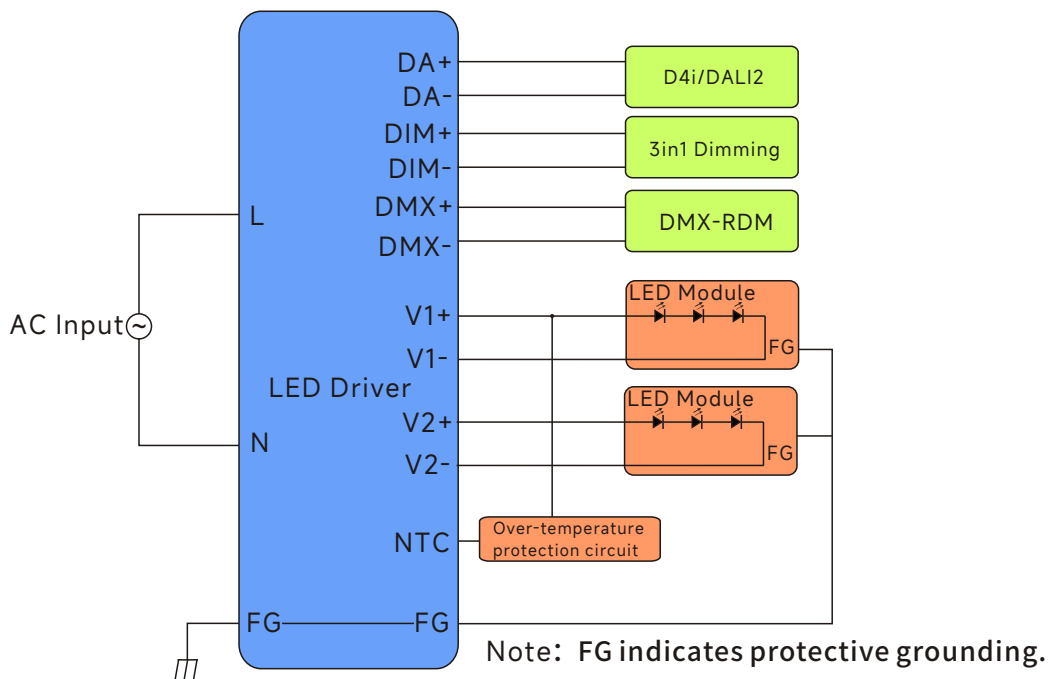 DA+
DA-
DIM+
DIM-
DMX+
DMX-
D4i/DALI2
3in1 Dimming
DMX-RDM
L
AC Input
~
N
LED Driver
V1+
V1-
V2+
V2-
LED Module
FG
LED Module
FG
NTC
Over-temperature
protection circuit
FG
FG
Note: FG indicates protective grounding.